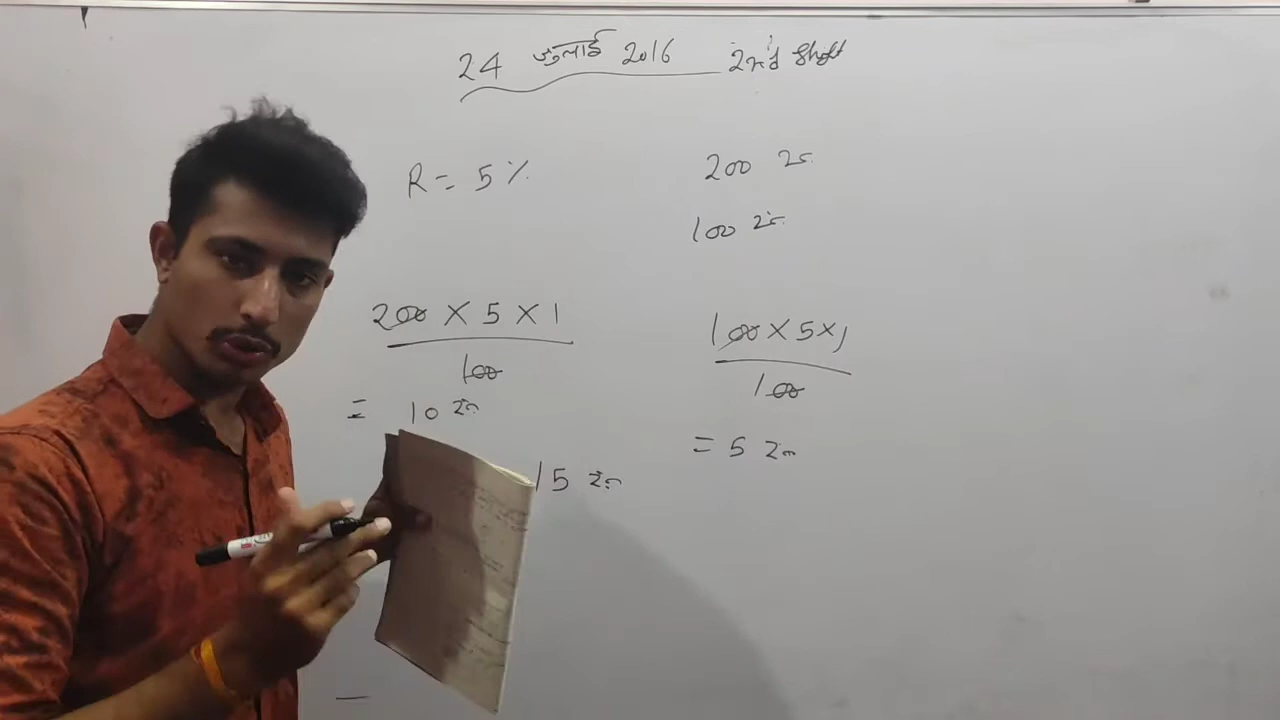 24 जुलाई 2016 2nd Shift
R = 5 %
200 रु.
100 रु.
200 × 5 × 1
100
= 10 रु
100 × 5 × 1
100
= 5 रु
15 रु